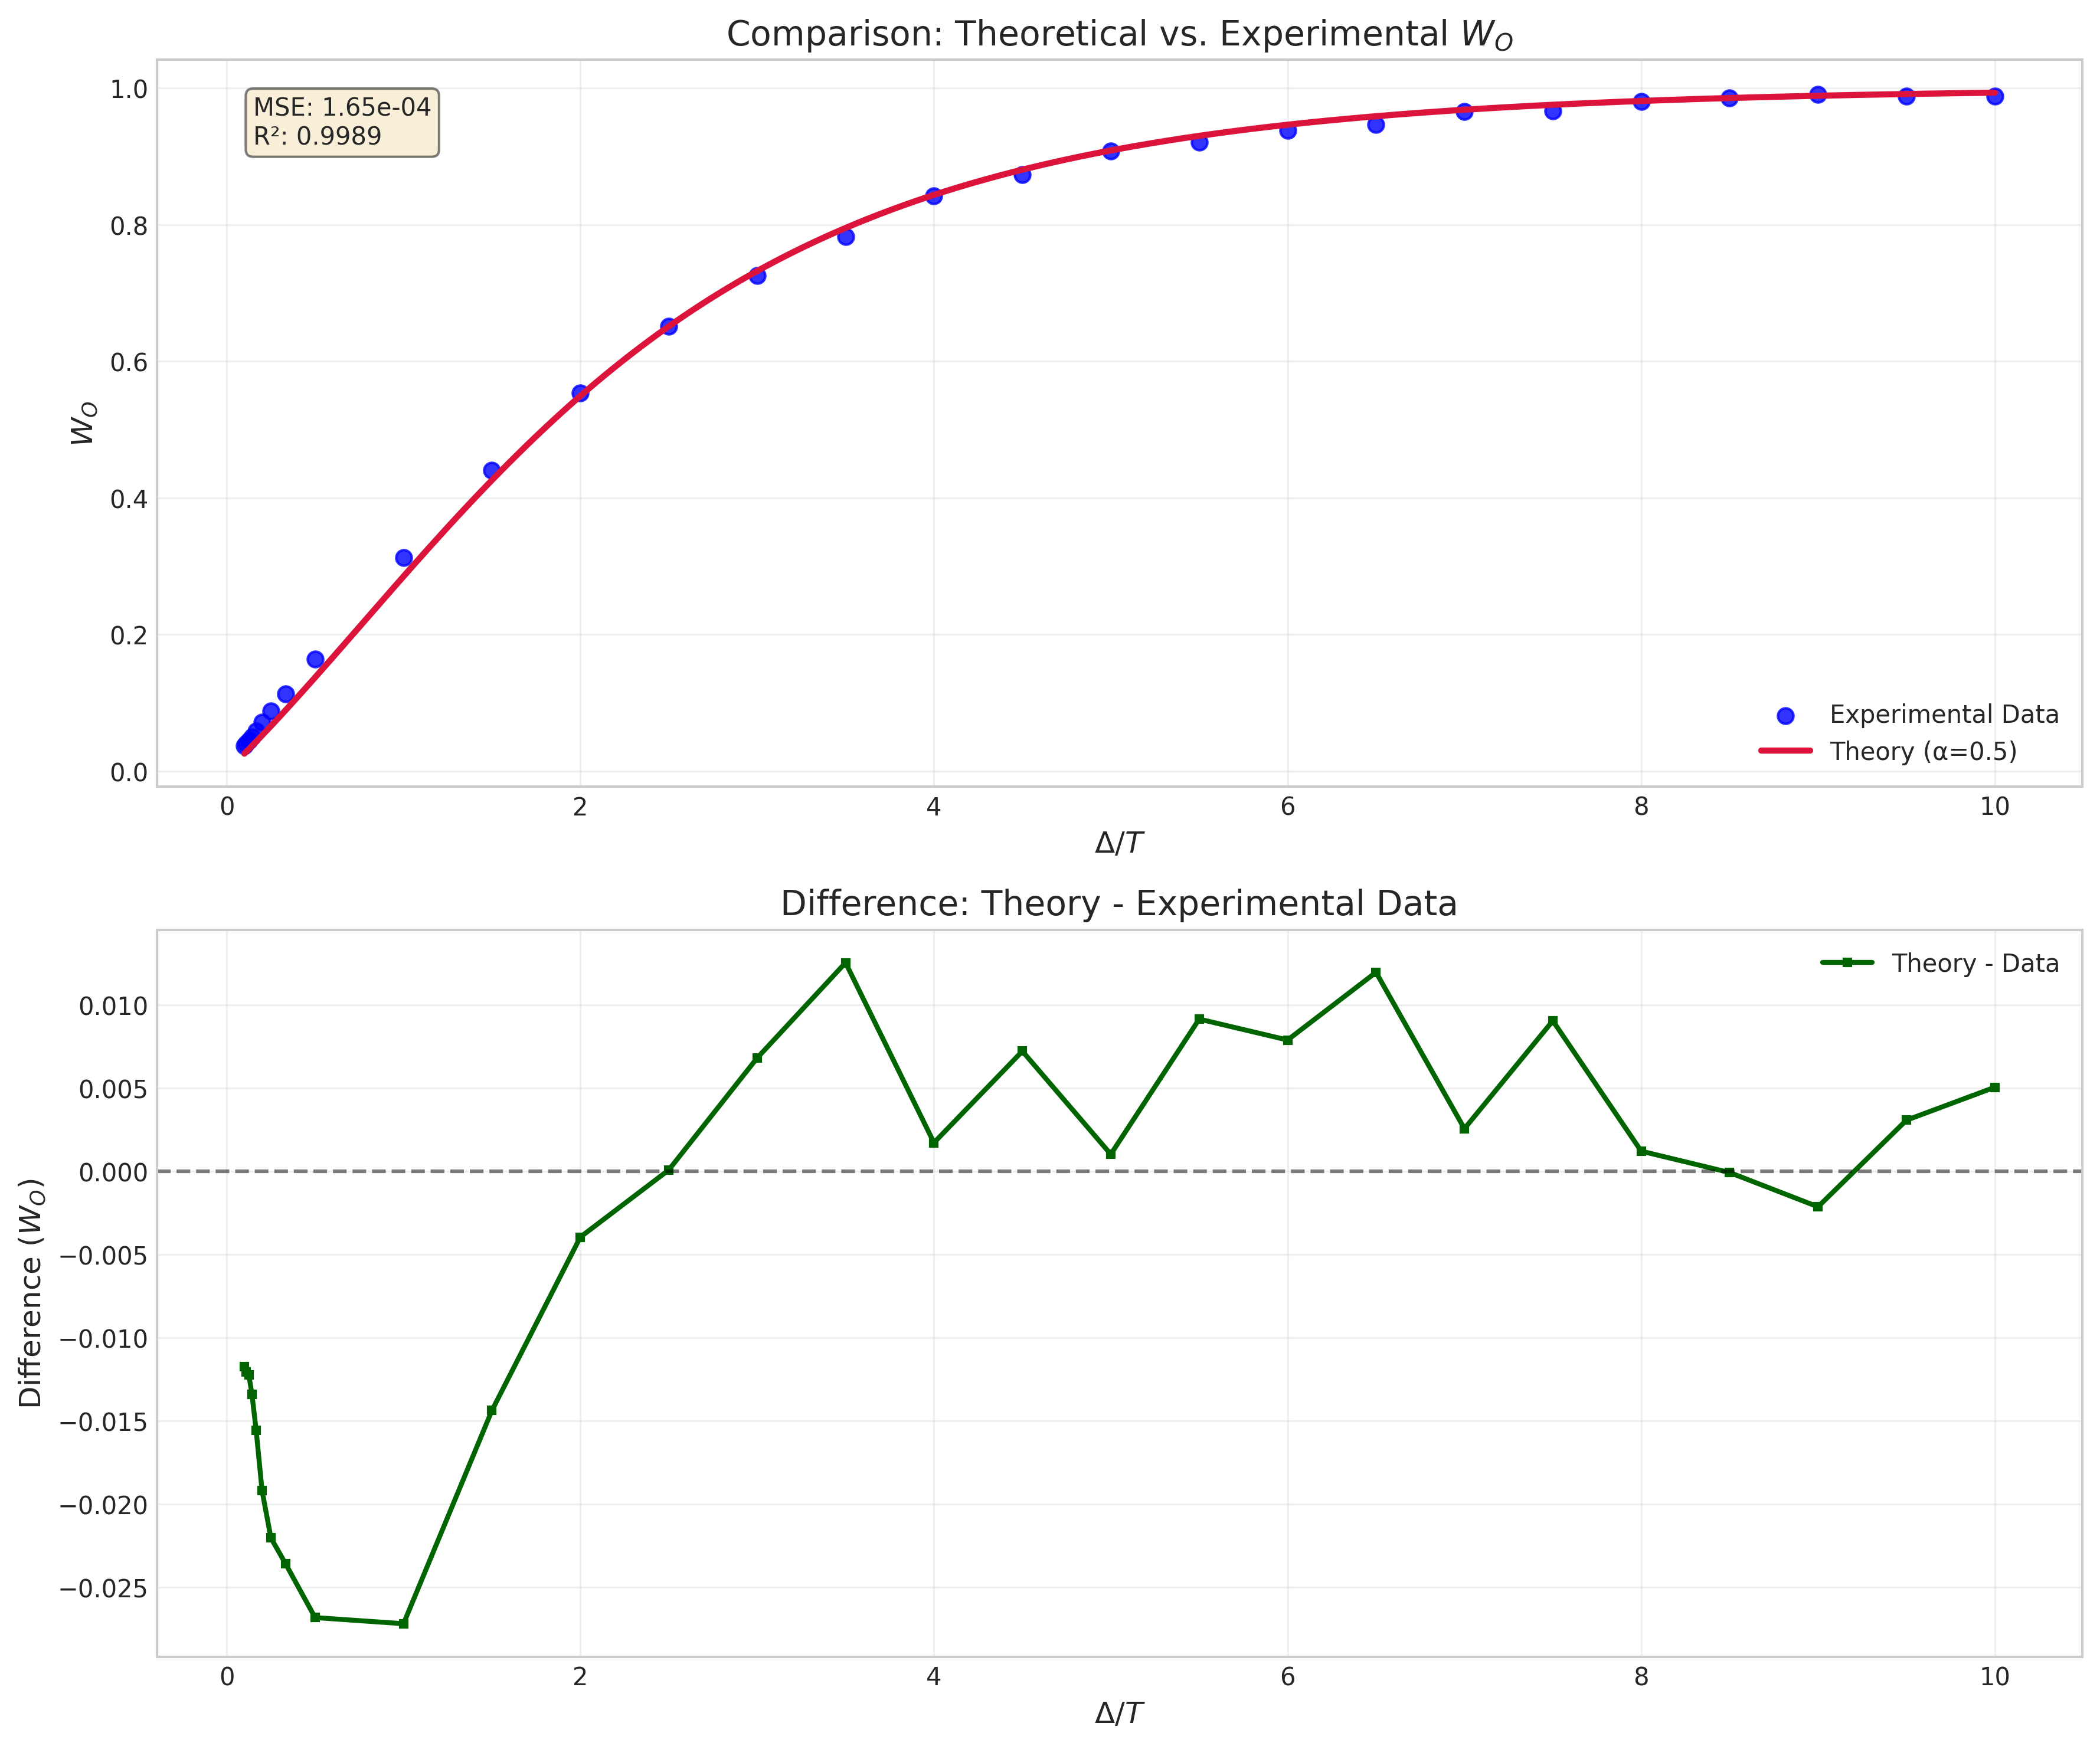 Comparison: Theoretical vs. Experimental W_O
MSE: 1.65e-04
R²: 0.9989
1.0
0.8
0.6
0.4
0.2
0.0
W_O
Experimental Data
Theory (α=0.5)
0 2 4 6 8 10
Δ/T
Difference: Theory - Experimental Data
Theory - Data
0.010
0.005
0.000
−0.005
−0.010
−0.015
−0.020
−0.025
Difference (W_O)
0 2 4 6 8 10
Δ/T